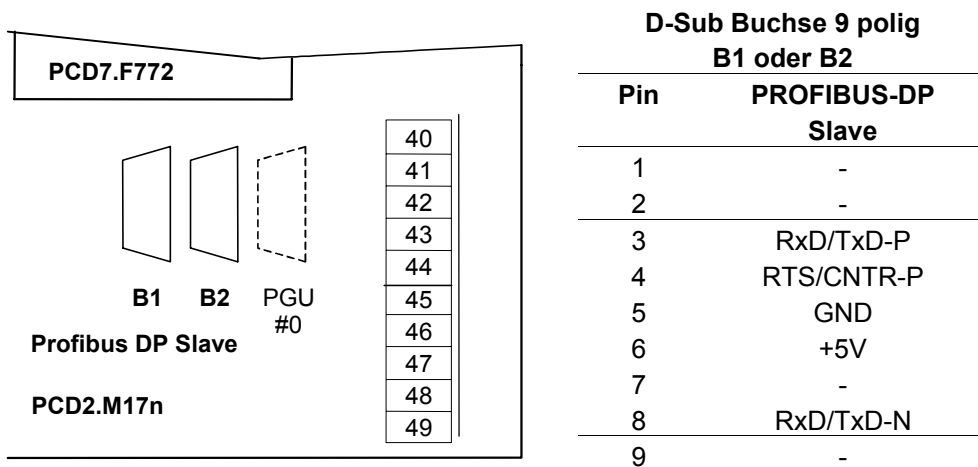 PCD7.F772
40
41
42
43
44
45
46
47
48
49
B1 B2 PGU
#0
Profibus DP Slave
PCD2.M17n
D-Sub Buchse 9 polig
B1 oder B2
Pin PROFIBUS-DP
Slave
1 -
2 -
3 RxD/TxD-P
4 RTS/CNTR-P
5 GND
6 +5V
7 -
8 RxD/TxD-N
9 -